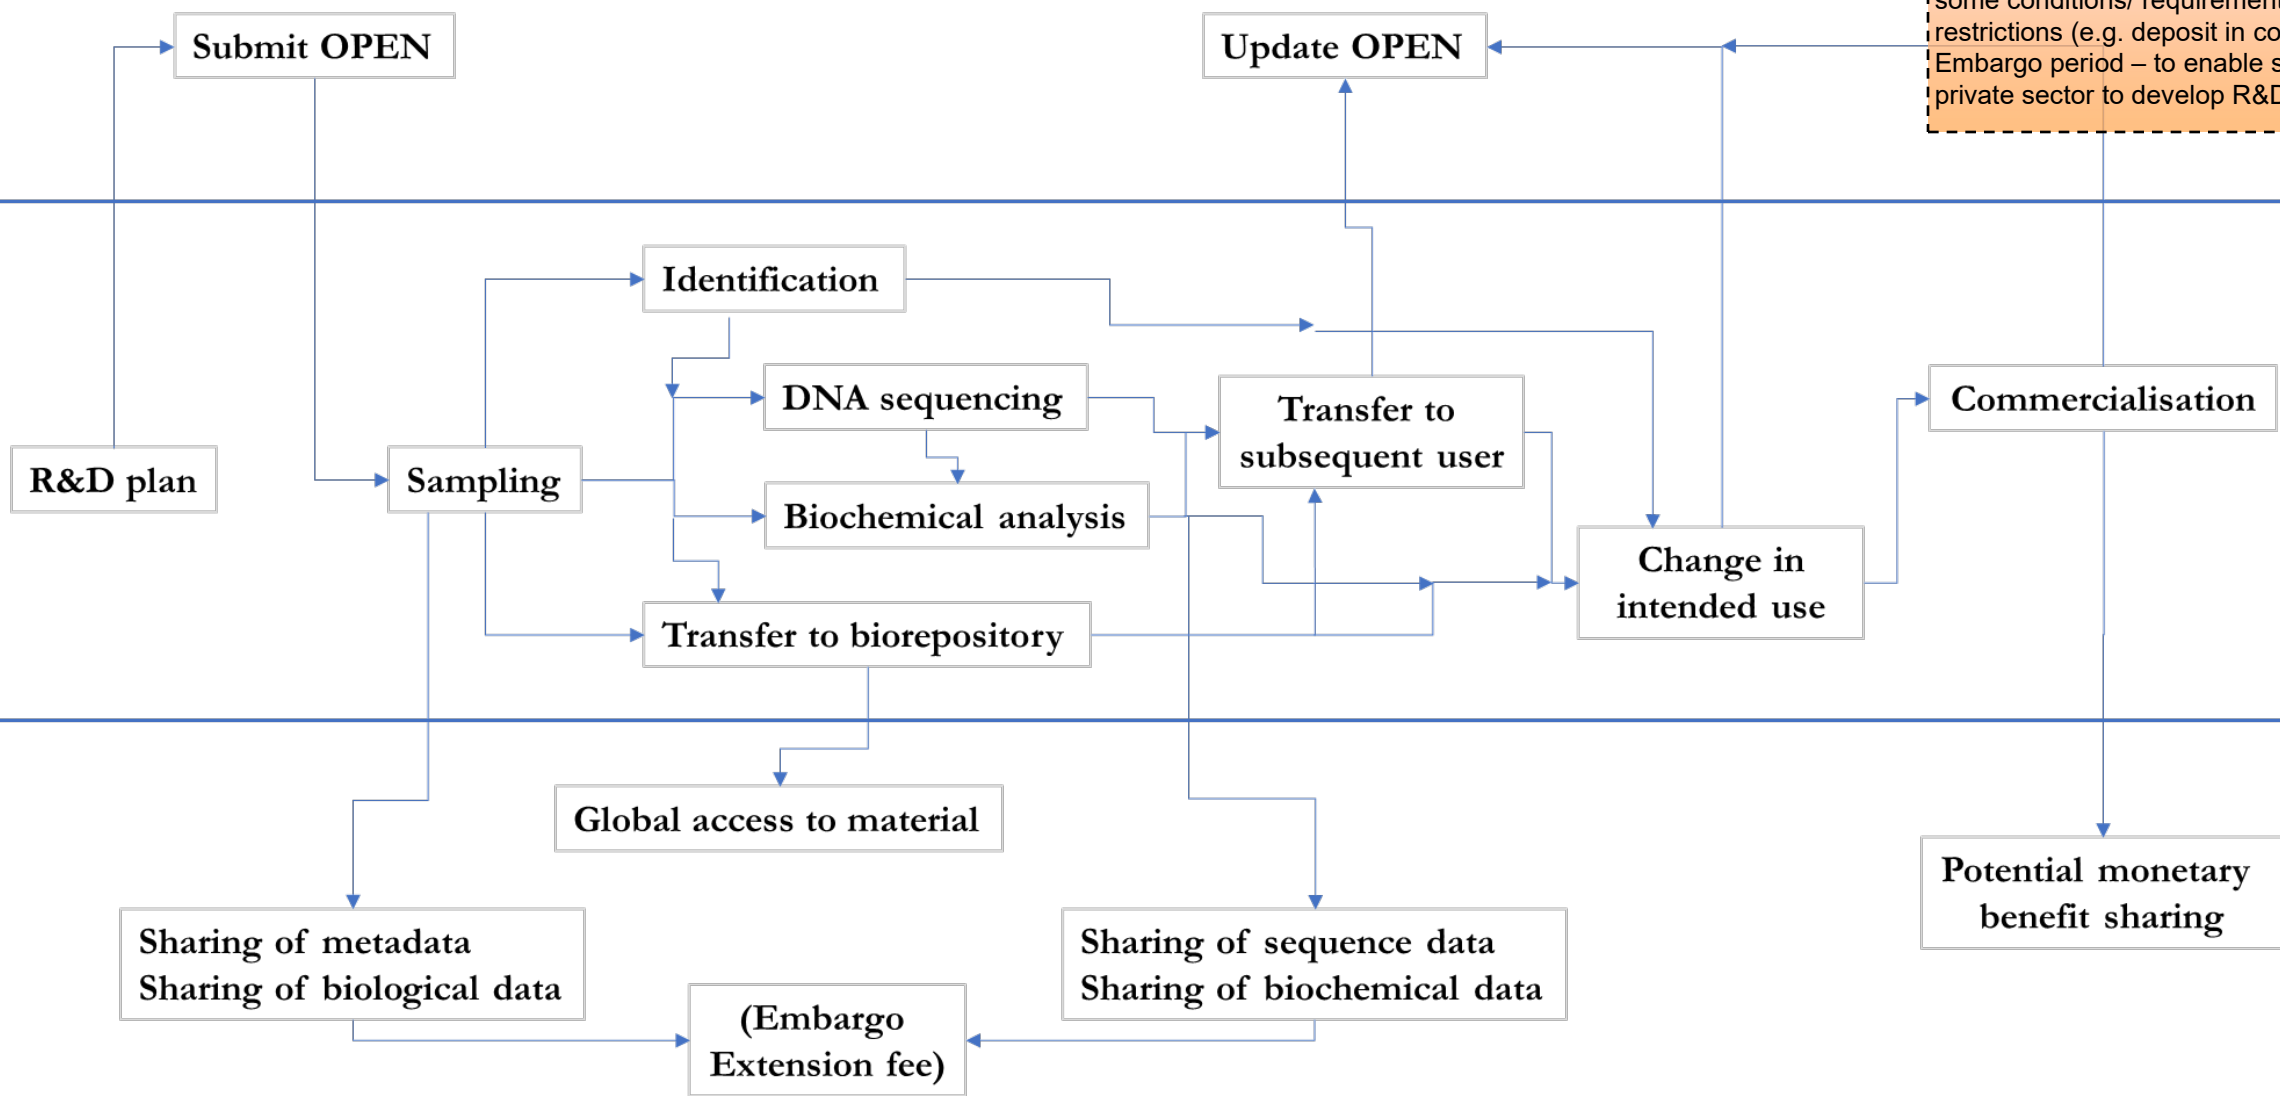 Submit OPEN
Update OPEN
some conditions/
restrictions (e.g. deposit in
Embargo period – to enable
private sector to develop
Identification
DNA sequencing
Transfer to
subsequent user
Commercialisation
R&D plan
Sampling
Biochemical analysis
Change in
intended use
Transfer to biorepository
Global access to material
Potential monetary
benefit sharing
Sharing of metadata
Sharing of biological data
Sharing of sequence data
Sharing of biochemical data
(Embargo
Extension fee)